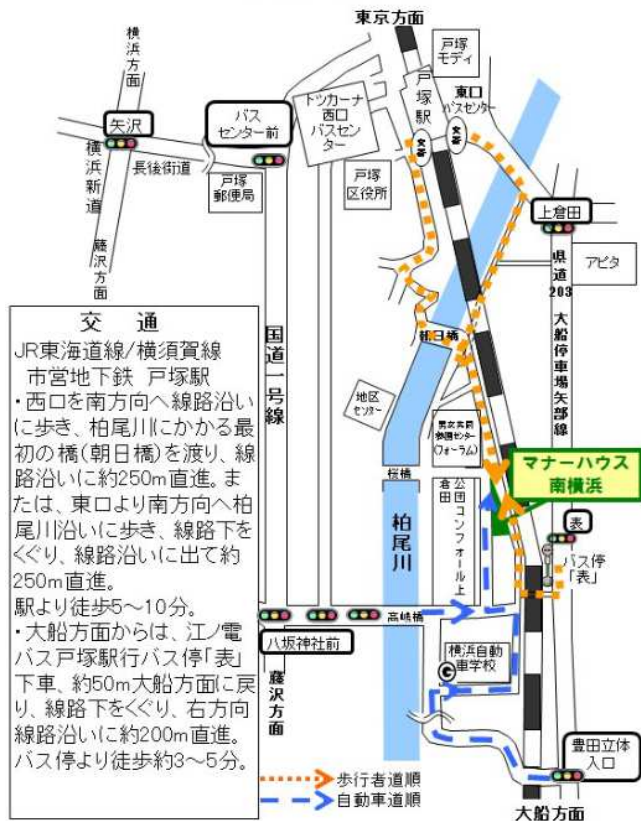 東京方面
横浜方面
矢沢
バス
センター前
トツカーナ
西口
バスセン
ター
戸塚
モディ
戸塚駅
東口
バスセンター
交番
交番
横浜新道
長後街道
戸塚
郵便局
戸塚
区役所
上倉田
藤沢方面
県道203
大船停車場矢部線
アピタ
国道一号線
交　通
JR東海道線/横須賀線
市営地下鉄 戸塚駅
・西口を南方向へ線路沿い
に歩き、柏尾川にかかる最
初の橋(朝日橋)を渡り、線
路沿いに約250m直進。ま
たは、東口より南方向へ柏
尾川沿いに歩き、線路下を
くぐり、線路沿いに出て約
250m直進。
駅より徒歩5～10分。
・大船方面からは、江ノ電
バス戸塚駅行バス停「表」
下車、約50m大船方面に戻
り、線路下をくぐり、右方向
線路沿いに約200m直進。
バス停より徒歩約3～5分。
朝日橋
地区
センター
男女共同
参画センター
(フォーラム)
マナーハウス
南横浜
桜橋
柏尾川
公団コンフォール上
倉田
表
バス停
「表」
高嶋橋
八坂神社前
横浜自動
車学校
藤沢方面
豊田立体
入口
歩行者道順
自動車道順
大船方面